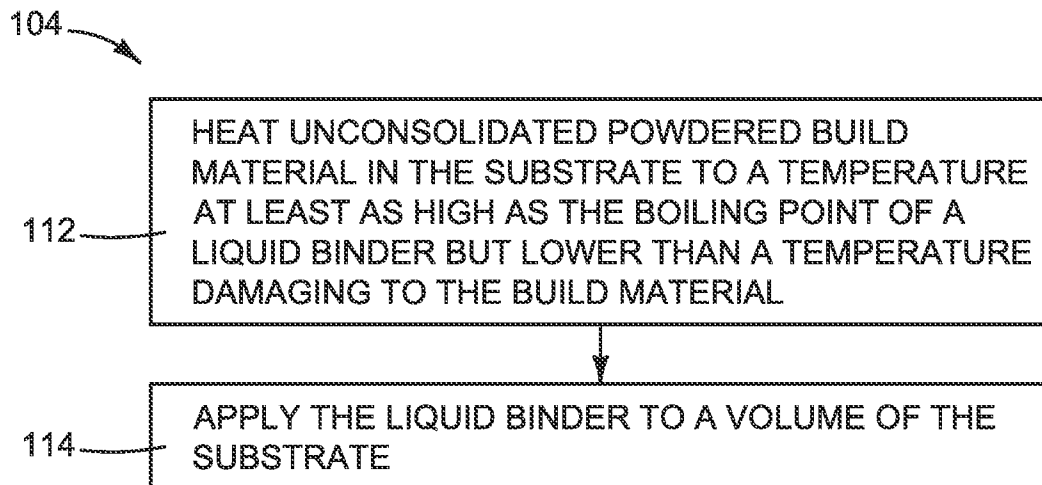 104
HEAT UNCONSOLIDATED POWDERED BUILD
MATERIAL IN THE SUBSTRATE TO A TEMPERATURE
AT LEAST AS HIGH AS THE BOILING POINT OF A
112
LIQUID BINDER BUT LOWER THAN A TEMPERATURE
DAMAGING TO THE BUILD MATERIAL
APPLY THE LIQUID BINDER TO A VOLUME OF THE
114
SUBSTRATE